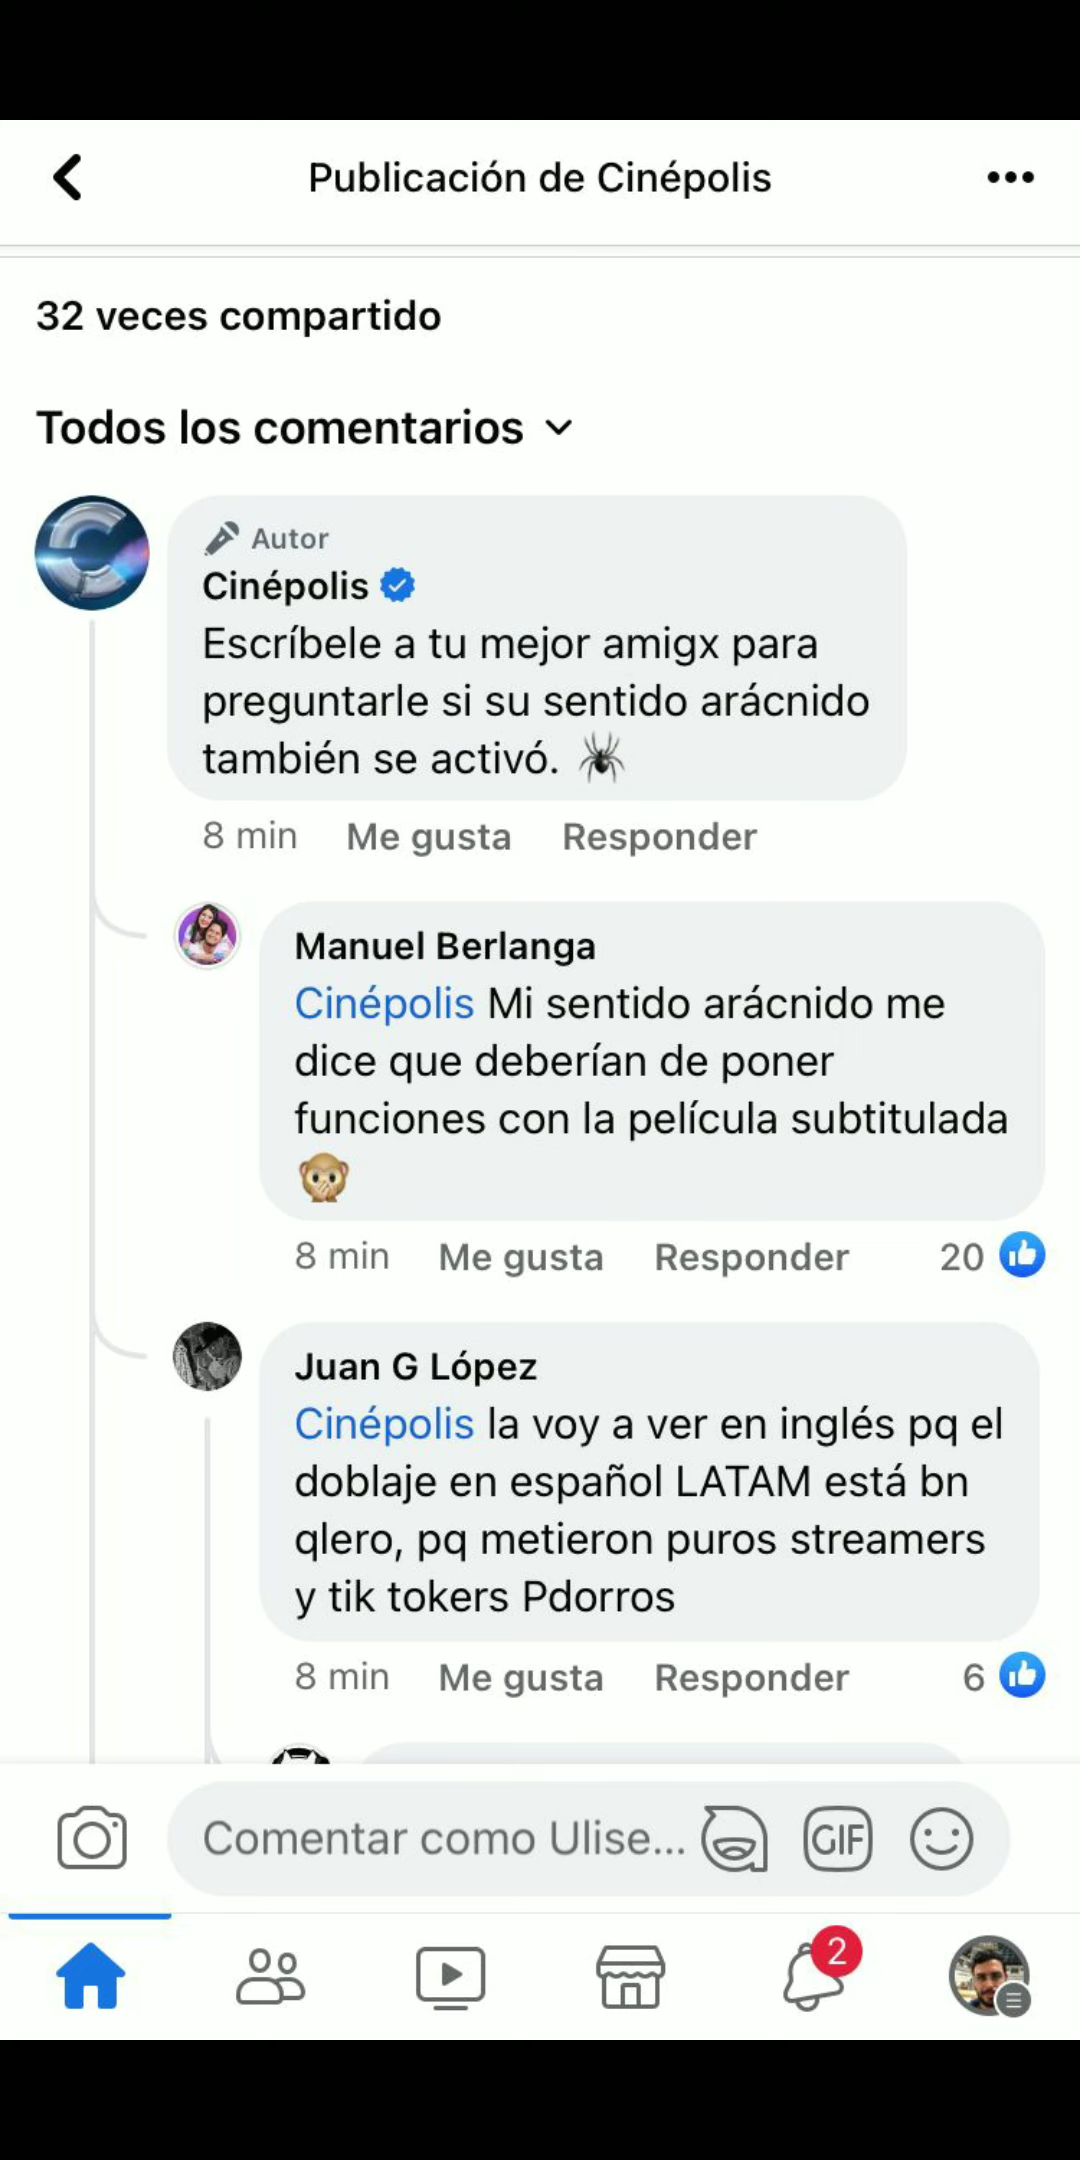 Publicación de Cinépolis
32 veces compartido
Todos los comentarios
Autor
Cinépolis
Escríbele a tu mejor amigx para
preguntarle si su sentido arácnido
también se activó.
8 min Me gusta Responder
Manuel Berlanga
Cinépolis Mi sentido arácnido me
dice que deberían de poner
funciones con la película subtitulada
8 min Me gusta Responder 20
Juan G López
Cinépolis la voy a ver en inglés pq el
doblaje en español LATAM está bn
qlero, pq metieron puros streamers
y tik tokers Pdorros
8 min Me gusta Responder 6
Comentar como Ulise... GIF
2